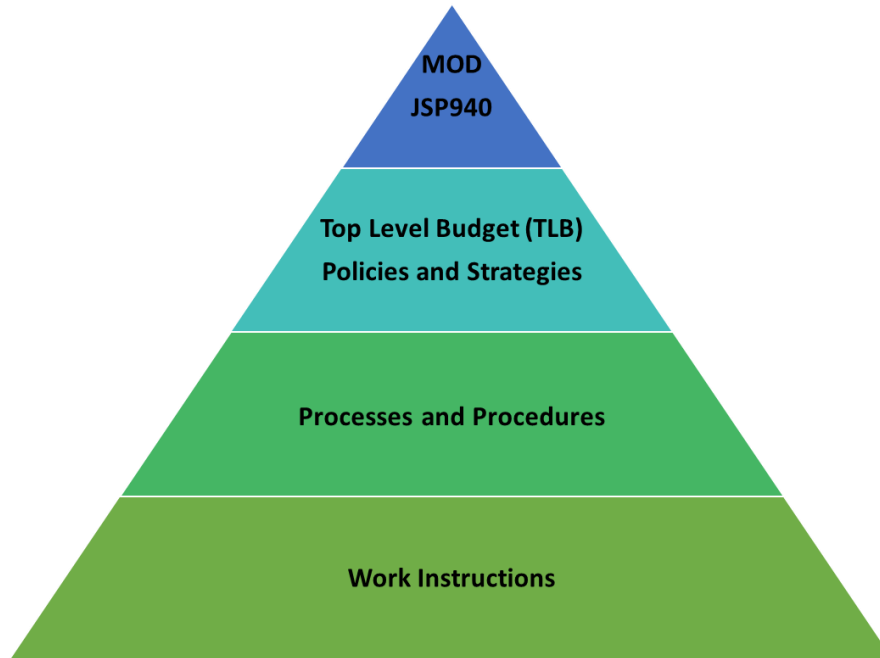 MOD
JSP940
Top Level Budget (TLB)
Policies and Strategies
Processes and Procedures
Work Instructions